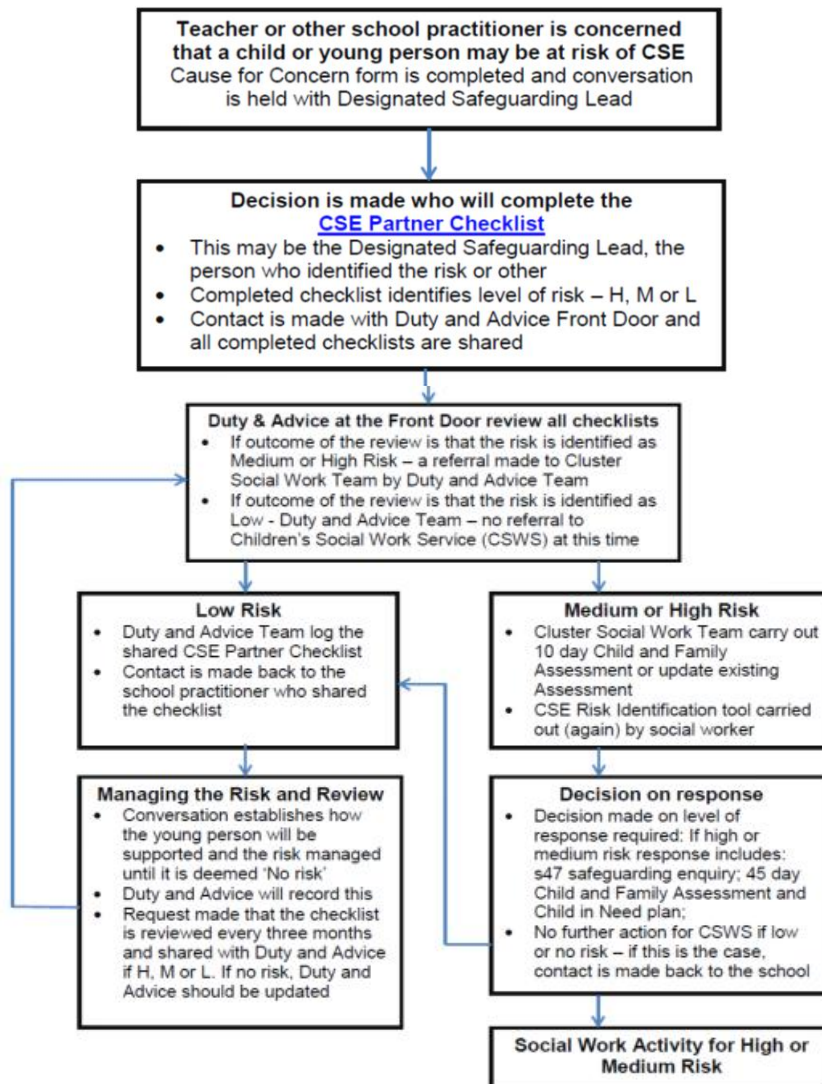 Teacher or other school practitioner is concerned
that a child or young person may be at risk of CSE
Cause for Concern form is completed and conversation
is held with Designated Safeguarding Lead
Decision is made who will complete the
CSE Partner Checklist
• This may be the Designated Safeguarding Lead, the
person who identified the risk or other
• Completed checklist identifies level of risk – H, M or L
• Contact is made with Duty and Advice Front Door and
all completed checklists are shared
Duty & Advice at the Front Door review all checklists
• If outcome of the review is that the risk is identified as
Medium or High Risk – a referral made to Cluster
Social Work Team by Duty and Advice Team
• If outcome of the review is that the risk is identified as
Low - Duty and Advice Team – no referral to
Children's Social Work Service (CSWS) at this time
Low Risk
• Duty and Advice Team log the
shared CSE Partner Checklist
• Contact is made back to the
school practitioner who shared
the checklist
Medium or High Risk
• Cluster Social Work Team carry out
10 day Child and Family
Assessment or update existing
Assessment
• CSE Risk Identification tool carried
out (again) by social worker
Managing the Risk and Review
• Conversation establishes how
the young person will be
supported and the risk managed
until it is deemed 'No risk'
• Duty and Advice will record this
• Request made that the checklist
is reviewed every three months
and shared with Duty and Advice
if H, M or L. If no risk, Duty and
Advice should be updated
Decision on response
• Decision made on level of
response required: If high or
medium risk response includes:
s47 safeguarding enquiry; 45 day
Child and Family Assessment and
Child in Need plan;
• No further action for CSWS if low
or no risk – if this is the case,
contact is made back to the school
Social Work Activity for High or
Medium Risk